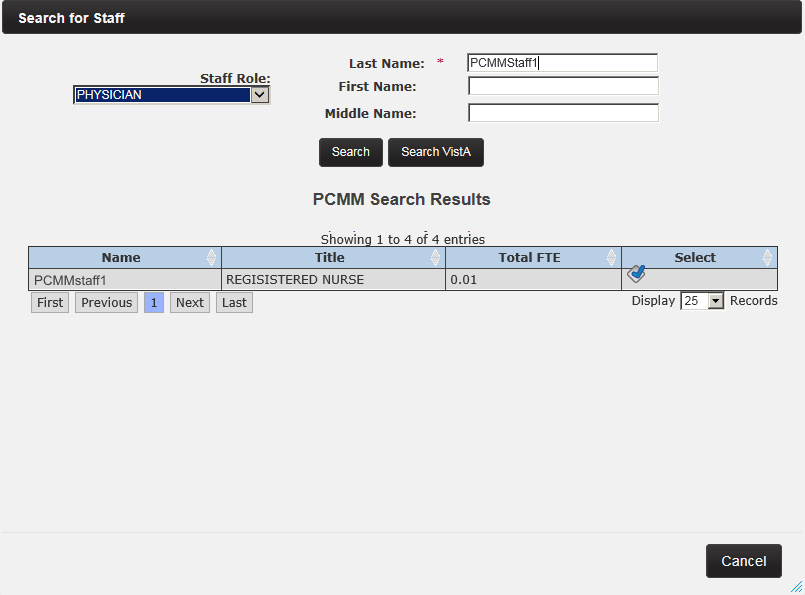 Search for Staff
Last Name: *
PCMMStaff1
Staff Role:
PHYSICIAN
First Name:
Middle Name:
Search
Search VistA
PCMM Search Results
Showing 1 to 4 of 4 entries
Name Title Total FTE Select
PCMMstaff1 REGISISTERED NURSE 0.01
First Previous 1 Next Last
Display 25 Records
Cancel